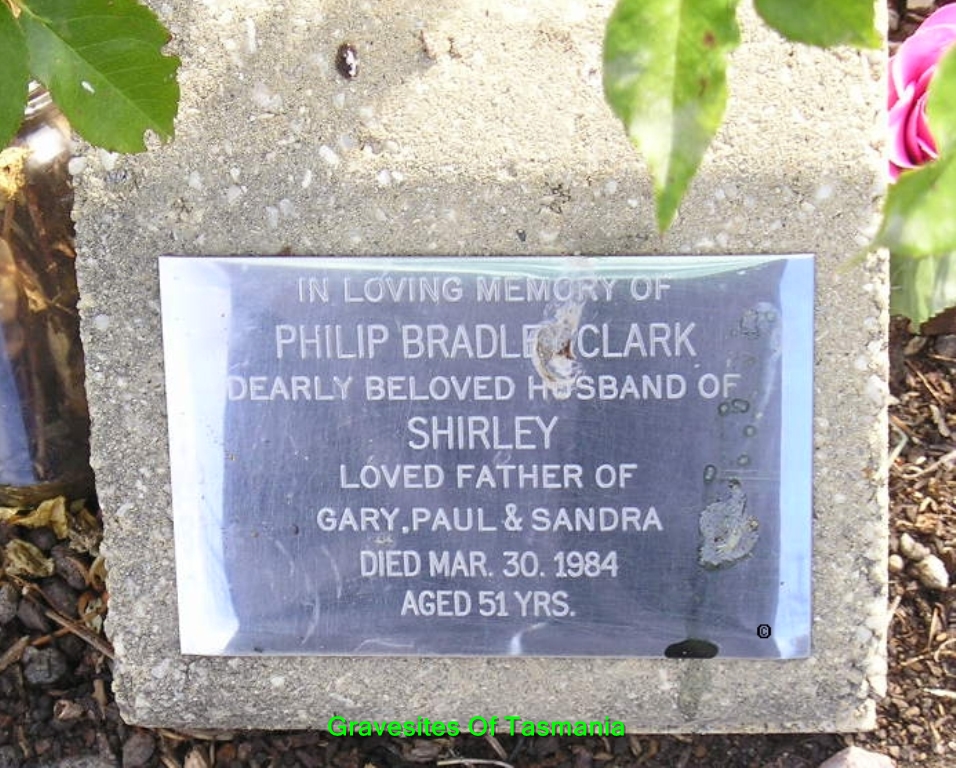 IN LOVING MEMORY OF
PHILIP BRADLEY CLARK
DEARLY BELOVED HUSBAND OF
SHIRLEY
LOVED FATHER OF
GARY, PAUL & SANDRA
DIED MAR. 30. 1984
AGED 51 YRS.
©
Gravesites Of Tasmania